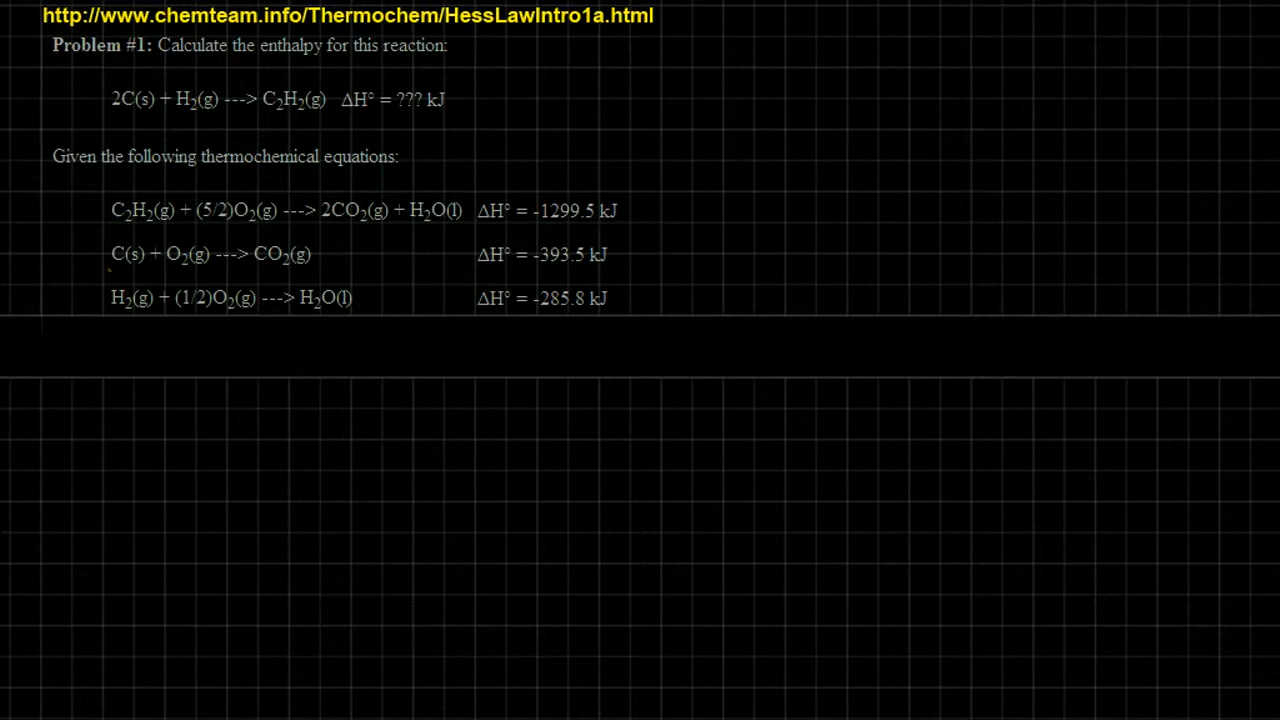 http://www.chemteam.info/Thermochem/HessLawIntro1a.html
Problem #1: Calculate the enthalpy for this reaction:
2C(s) + H₂(g) ---> C₂H₂(g) ΔH° = ??? kJ
Given the following thermochemical equations:
C₂H₂(g) + (5/2)O₂(g) ---> 2CO₂(g) + H₂O(l) ΔH° = -1299.5 kJ
C(s) + O₂(g) ---> CO₂(g) ΔH° = -393.5 kJ
H₂(g) + (1/2)O₂(g) ---> H₂O(l) ΔH° = -285.8 kJ